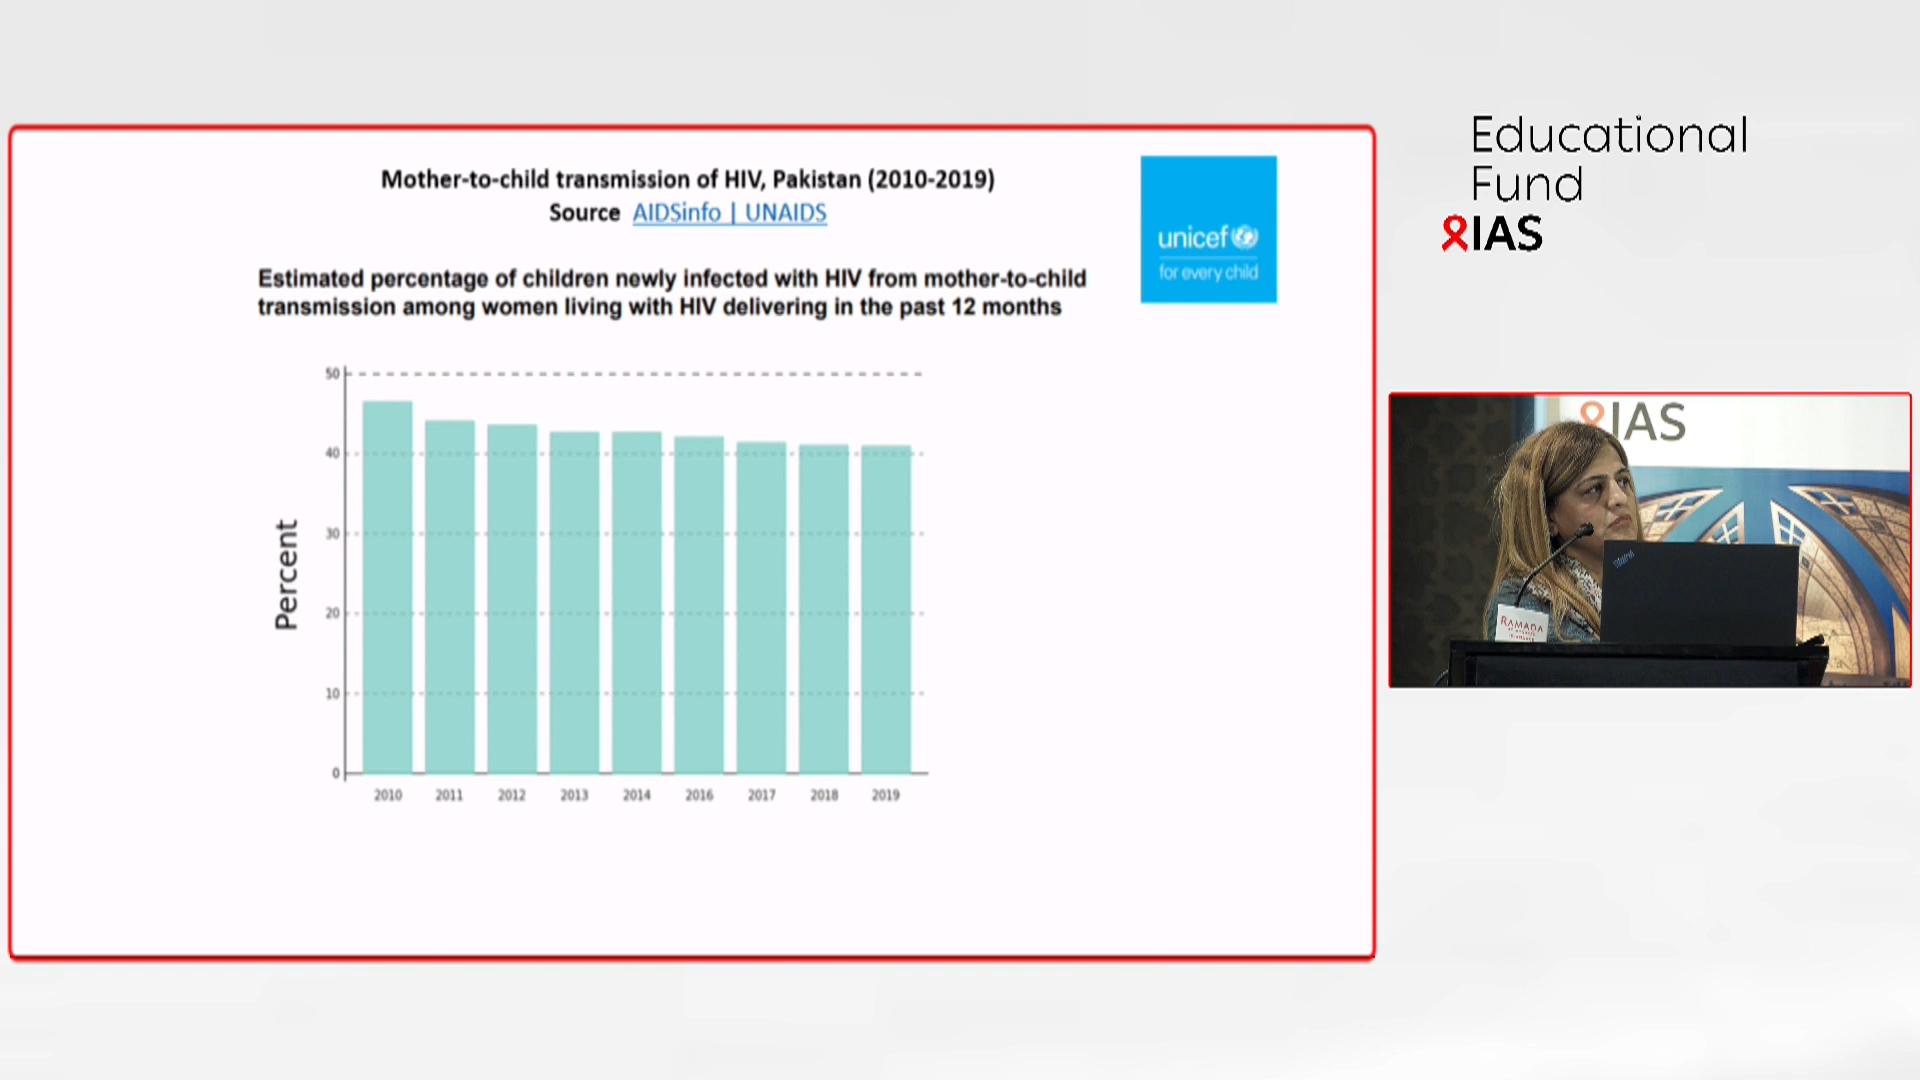 Educational
Fund
IAS
Mother-to-child transmission of HIV, Pakistan (2010-2019)
Source AIDSinfo | UNAIDS
unicef
for every child
Estimated percentage of children newly infected with HIV from mother-to-child
transmission among women living with HIV delivering in the past 12 months
Percent
50
40
30
20
10
0
2010 2011 2012 2013 2014 2016 2017 2018 2019
IAS
RAMADA